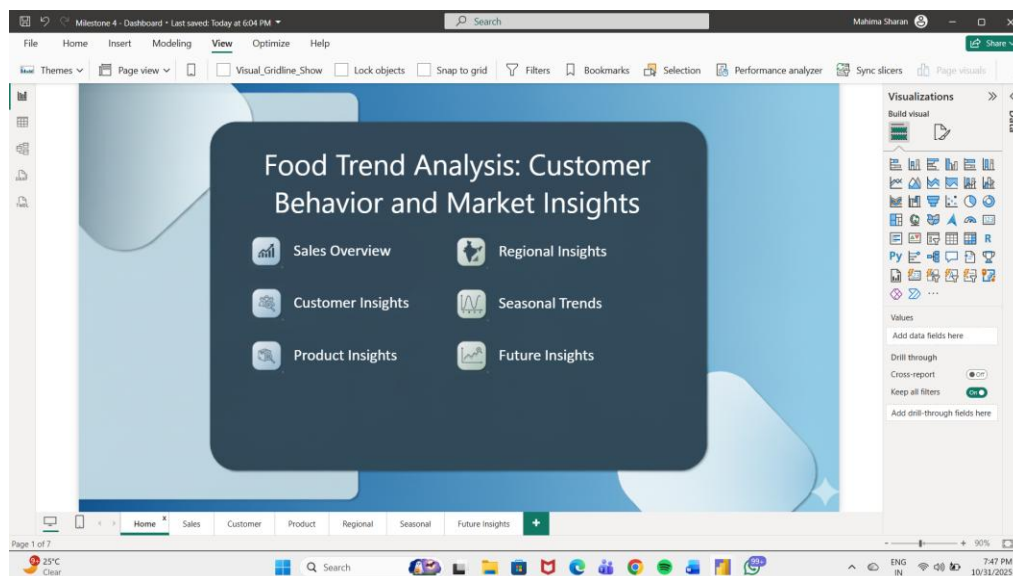 Milestone 4 - Dashboard • Last saved: Today at 6:04 PM
Search
Mahima Sharan
File Home Insert Modeling View Optimize Help
Share
Themes Page view Visual_Gridline_Show Lock objects Snap to grid Filters Bookmarks Selection Performance analyzer Sync slicers Page visuals
Visualizations
Data
Build visual
Food Trend Analysis: Customer
Behavior and Market Insights
Sales Overview
Regional Insights
Customer Insights
Seasonal Trends
Product Insights
Future Insights
R
Py
Values
Add data fields here
Drill through
Cross-report
Off
Keep all filters
On
Add drill-through fields here
Home Sales Customer Product Regional Seasonal Future Insights
Page 1 of 7
90%
25°C
Clear
Search
99+
ENG
IN
7:47 PM
10/31/2025